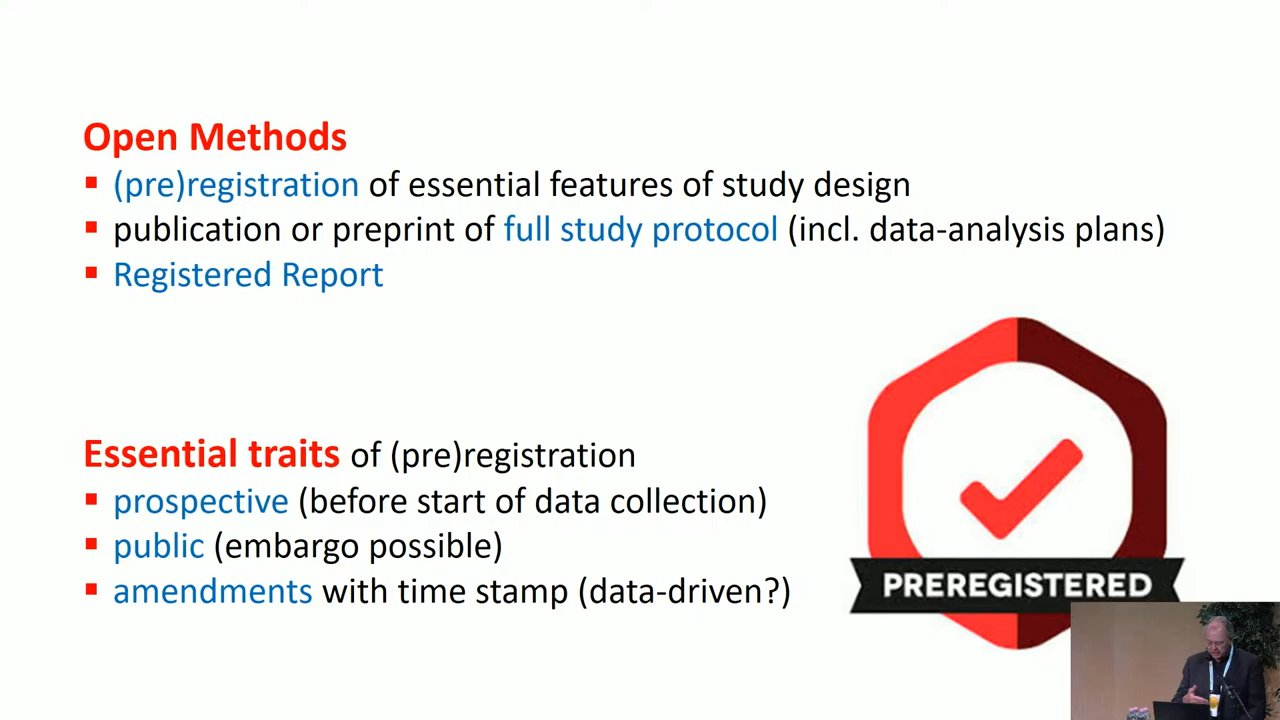 Open Methods
▪ (pre)registration of essential features of study design
▪ publication or preprint of full study protocol (incl. data-analysis plans)
▪ Registered Report
Essential traits of (pre)registration
▪ prospective (before start of data collection)
▪ public (embargo possible)
▪ amendments with time stamp (data-driven?)
PREREGISTERED